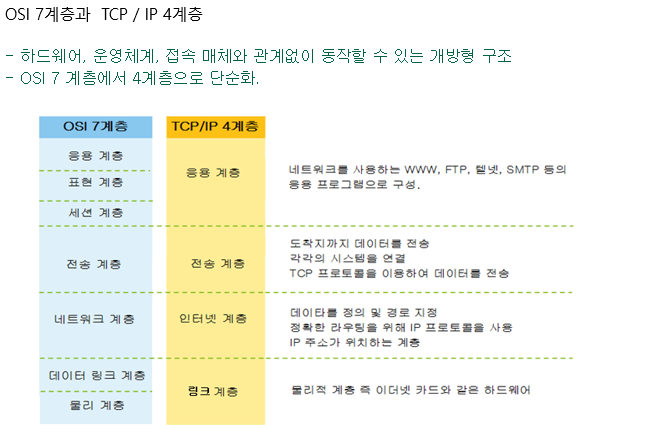 OSI 7계층과 TCP / IP 4계층
- 하드웨어, 운영체계, 접속 매체와 관계없이 동작할 수 있는 개방형 구조
- OSI 7 계층에서 4계층으로 단순화.
OSI 7계층
TCP/IP 4계층
응용 계층
표현 계층
세션 계층
응용 계층
네트워크를 사용하는 WWW, FTP, 텔넷, SMTP 등의
응용 프로그램으로 구성.
전송 계층
전송 계층
도착지까지 데이터를 전송
각각의 시스템을 연결
TCP 프로토콜을 이용하여 데이터를 전송
네트워크 계층
인터넷 계층
데이타를 정의 및 경로 지정
정확한 라우팅을 위해 IP 프로토콜을 사용
IP 주소가 위치하는 계층
데이터 링크 계층
물리 계층
링크 계층
물리적 계층 즉 이더넷 카드와 같은 하드웨어